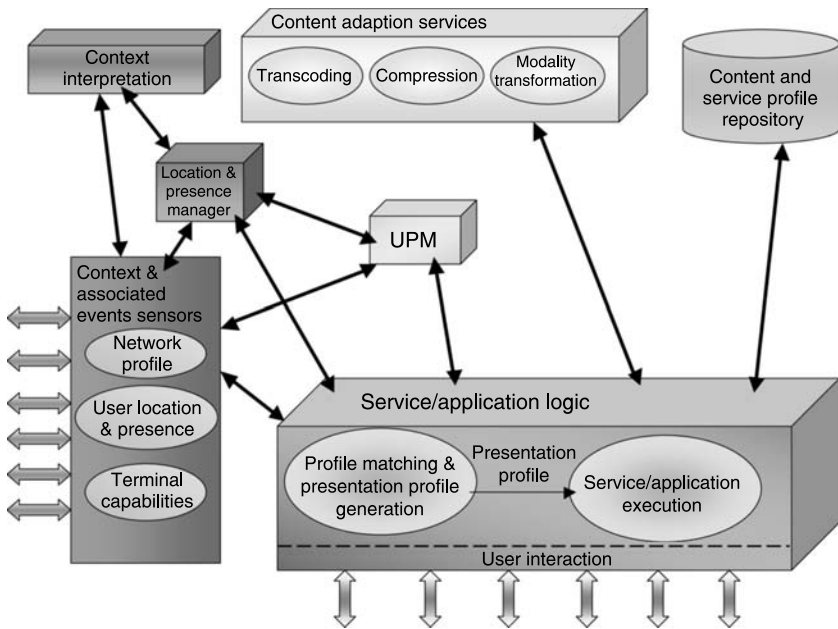 Content adaption services
Context
interpretation
Transcoding
Compression
Modality
transformation
Content and
service profile
repository
Location &
presence
manager
UPM
Context &
associated
events sensors
Network
profile
User location
& presence
Terminal
capabilities
Service/application logic
Profile matching &
presentation profile
generation
Presentation
profile
Service/application
execution
User interaction